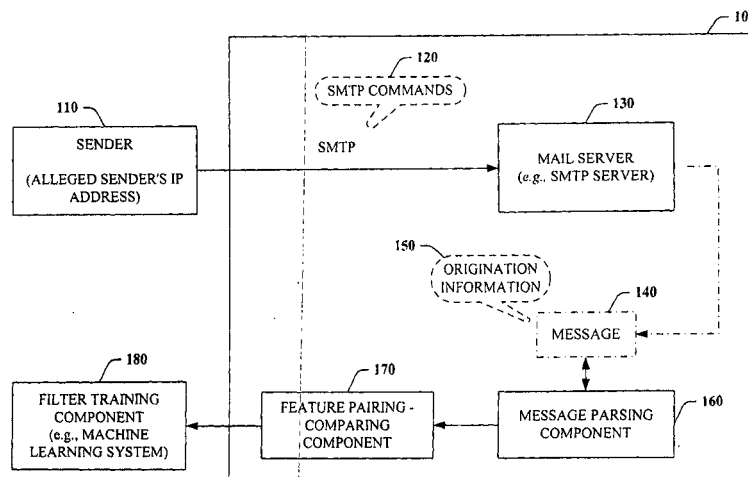 10
120
SMTP COMMANDS
110
130
SENDER
(ALLEGED SENDER'S IP
ADDRESS)
SMTP
MAIL SERVER
(e.g., SMTP SERVER)
150
ORIGINATION
INFORMATION
140
MESSAGE
180
170
FILTER TRAINING
COMPONENT
(e.g., MACHINE
LEARNING SYSTEM)
FEATURE PAIRING -
COMPARING
COMPONENT
MESSAGE PARSING
COMPONENT
160